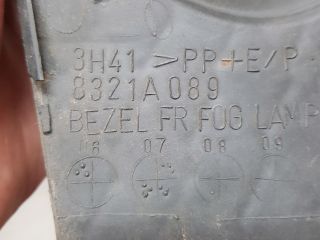 3H41 >PP+E/P
8321A089
BEZEL FR FOG LAMP
06 07 08 09